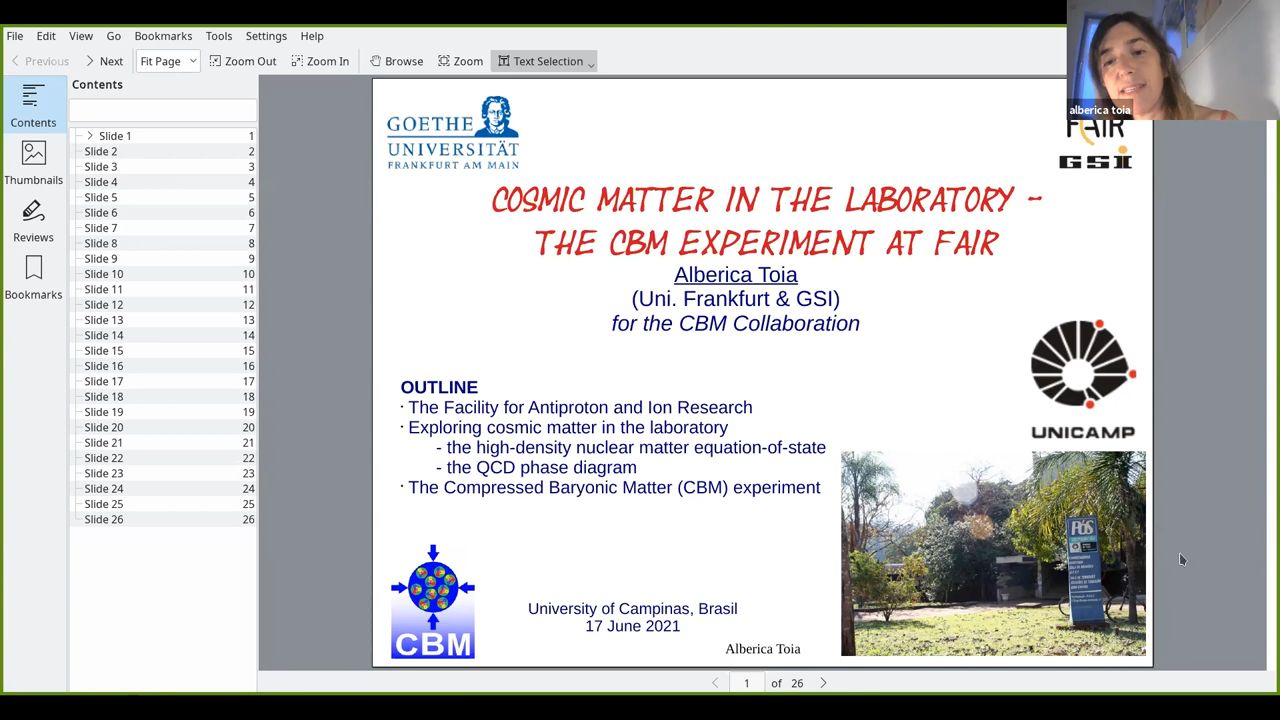 File Edit View Go Bookmarks Tools Settings Help
Previous Next Fit Page Zoom Out Zoom In Browse Zoom Text Selection
alberica toia
Contents
Contents
Thumbnails
Reviews
Bookmarks
Slide 1 1
Slide 2 2
Slide 3 3
Slide 4 4
Slide 5 5
Slide 6 6
Slide 7 7
Slide 8 8
Slide 9 9
Slide 10 10
Slide 11 11
Slide 12 12
Slide 13 13
Slide 14 14
Slide 15 15
Slide 16 16
Slide 17 17
Slide 18 18
Slide 19 19
Slide 20 20
Slide 21 21
Slide 22 22
Slide 23 23
Slide 24 24
Slide 25 25
Slide 26 26
GOETHE
UNIVERSITÄT
FRANKFURT AM MAIN
FAIR
GSI
COSMIC MATTER IN THE LABORATORY -
THE CBM EXPERIMENT AT FAIR
Alberica Toia
(Uni. Frankfurt & GSI)
for the CBM Collaboration
OUTLINE
· The Facility for Antiproton and Ion Research
· Exploring cosmic matter in the laboratory
- the high-density nuclear matter equation-of-state
- the QCD phase diagram
· The Compressed Baryonic Matter (CBM) experiment
UNICAMP
PÓS
CBM
University of Campinas, Brasil
17 June 2021
Alberica Toia
1 of 26